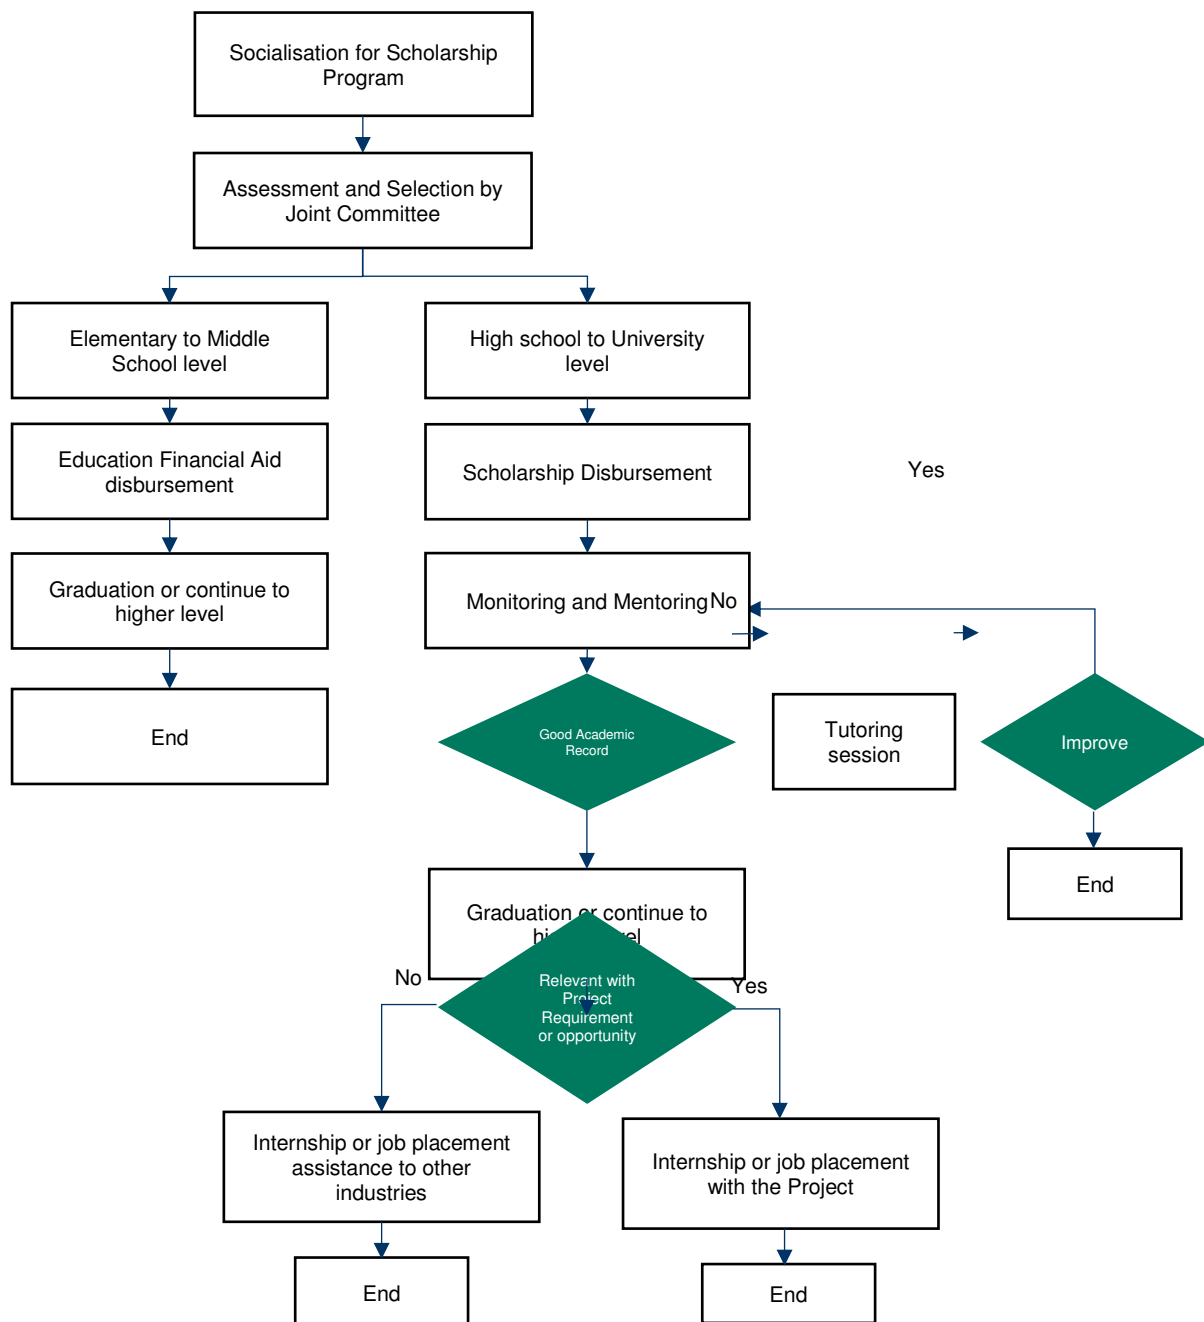 Socialisation for Scholarship
Program
Assessment and Selection by
Joint Committee
Elementary to Middle
School level
High school to University
level
Education Financial Aid
disbursement
Scholarship Disbursement
Yes
Graduation or continue to
higher level
Monitoring and Mentoring
No
End
Good Academic
Record
Tutoring
session
Improve
End
Graduation or continue to
No
Relevant with
Project
Requirement
or opportunity
Yes
Internship or job placement
assistance to other
industries
Internship or job placement
with the Project
End
End